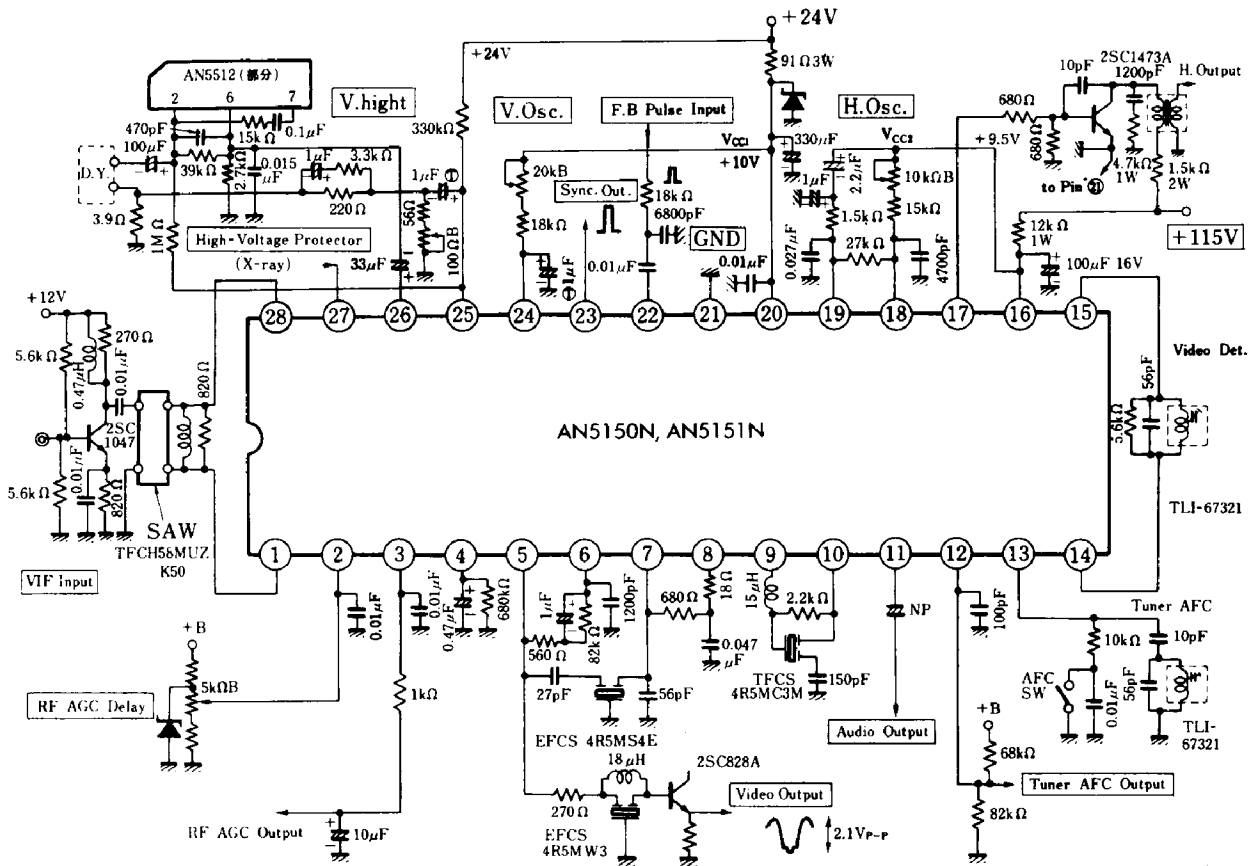 +24V
+24V
91Ω3W
AN5512(部分)
2
6
7
V.hight
V.Osc.
F.B Pulse Input
H.Osc.
10pF
2SC1473A
1200pF
H.Output
470pF
100μF
15kΩ
0.1μF
39kΩ
2.7kΩ
0.015
μF
1μF
3.3kΩ
330kΩ
1μF
220Ω
56Ω
100ΩB
D.Y.
3.9Ω
1MΩ
High-Voltage Protector
(X-ray)
33μF
20kB
18kΩ
1μF
Sync.Out.
18kΩ
6800pF
0.01μF
GND
0.01μF
VCC1
+10V
330μF
1μF
2.2μF
VCC2
+9.5V
10kΩB
1.5kΩ
15kΩ
27kΩ
0.027μF
4700pF
680Ω
680Ω
4.7kΩ
1W
to Pin ㉑
1.5kΩ
2W
12kΩ
1W
+115V
100μF 16V
28
27
26
25
24
23
22
21
20
19
18
17
16
15
+12V
270Ω
5.6kΩ
0.47μH
0.01μF
820Ω
2SC
1047
0.01μF
5.6kΩ
820Ω
SAW
TFCH58MUZ
K50
VIF Input
AN5150N, AN5151N
Video Det.
56pF
5.6kΩ
TLI-67321
1
2
3
4
5
6
7
8
9
10
11
12
13
14
0.01μF
0.01μF
0.47μF
680kΩ
1μF
560Ω
82kΩ
1200pF
680Ω
18Ω
0.047
μF
15μH
2.2kΩ
TFCS
4R5MC3M
150pF
NP
Audio Output
100pF
Tuner AFC
10kΩ
10pF
AFC
SW
0.01μF
56pF
TLI-
67321
+B
5kΩB
RF AGC Delay
1kΩ
27pF
56pF
EFCS 4R5MS4E
18μH
270Ω
EFCS
4R5MW3
2SC828A
Video Output
2.1VP-P
+B
68kΩ
82kΩ
Tuner AFC Output
RF AGC Output
10μF